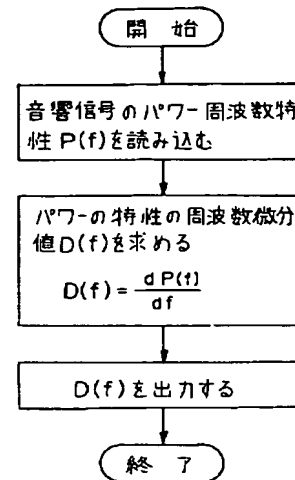 開始
音響信号のパワー周波数特
性P(f)を読み込む
パワーの特性の周波数微分
値D(f)を求める
D(f) = dP(f)/df
D(f)を出力する
終了